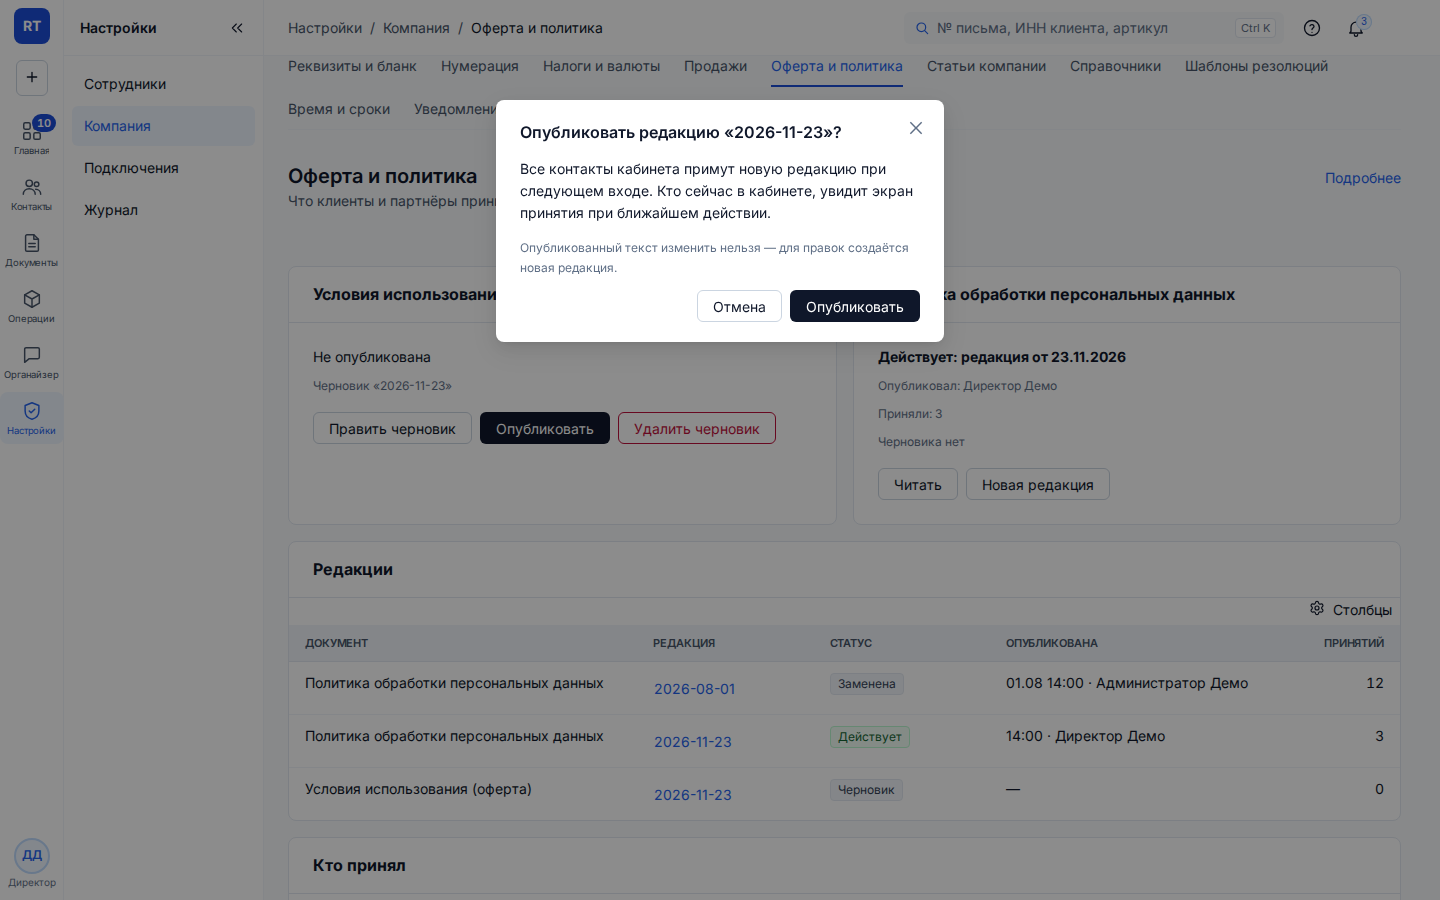 RT
Настройки
Настройки / Компания / Оферта и политика
№ письма, ИНН клиента, артикул
Ctrl K
3
Реквизиты и бланк
Нумерация
Налоги и валюты
Продажи
Оферта и политика
Статьи компании
Справочники
Шаблоны резолюций
Время и сроки
10
Главная
Контакты
Документы
Операции
Органайзер
Настройки
Сотрудники
Компания
Подключения
Журнал
Опубликовать редакцию «2026-11-23»?
Все контакты кабинета примут новую редакцию при
следующем входе. Кто сейчас в кабинете, увидит экран
принятия при ближайшем действии.
Опубликованный текст изменить нельзя — для правок создаётся
новая редакция.
Отмена
Опубликовать
Оферта и политика
Что клиенты и партнёры
Подробнее
Условия
Не опубликована
Черновик «2026-11-23»
Править черновик
Опубликовать
Удалить черновик
обработки персональных данных
Действует: редакция от 23.11.2026
Опубликовал: Директор Демо
Приняли: 3
Черновика нет
Читать
Новая редакция
Редакции
Столбцы
ДОКУМЕНТ РЕДАКЦИЯ СТАТУС ОПУБЛИКОВАНА ПРИНЯТИЙ
Политика обработки персональных данных 2026-08-01 Заменена 01.08 14:00 · Администратор Демо 12
Политика обработки персональных данных 2026-11-23 Действует 14:00 · Директор Демо 3
Условия использования (оферта) 2026-11-23 Черновик — 0
Кто принял
ДД
Директор